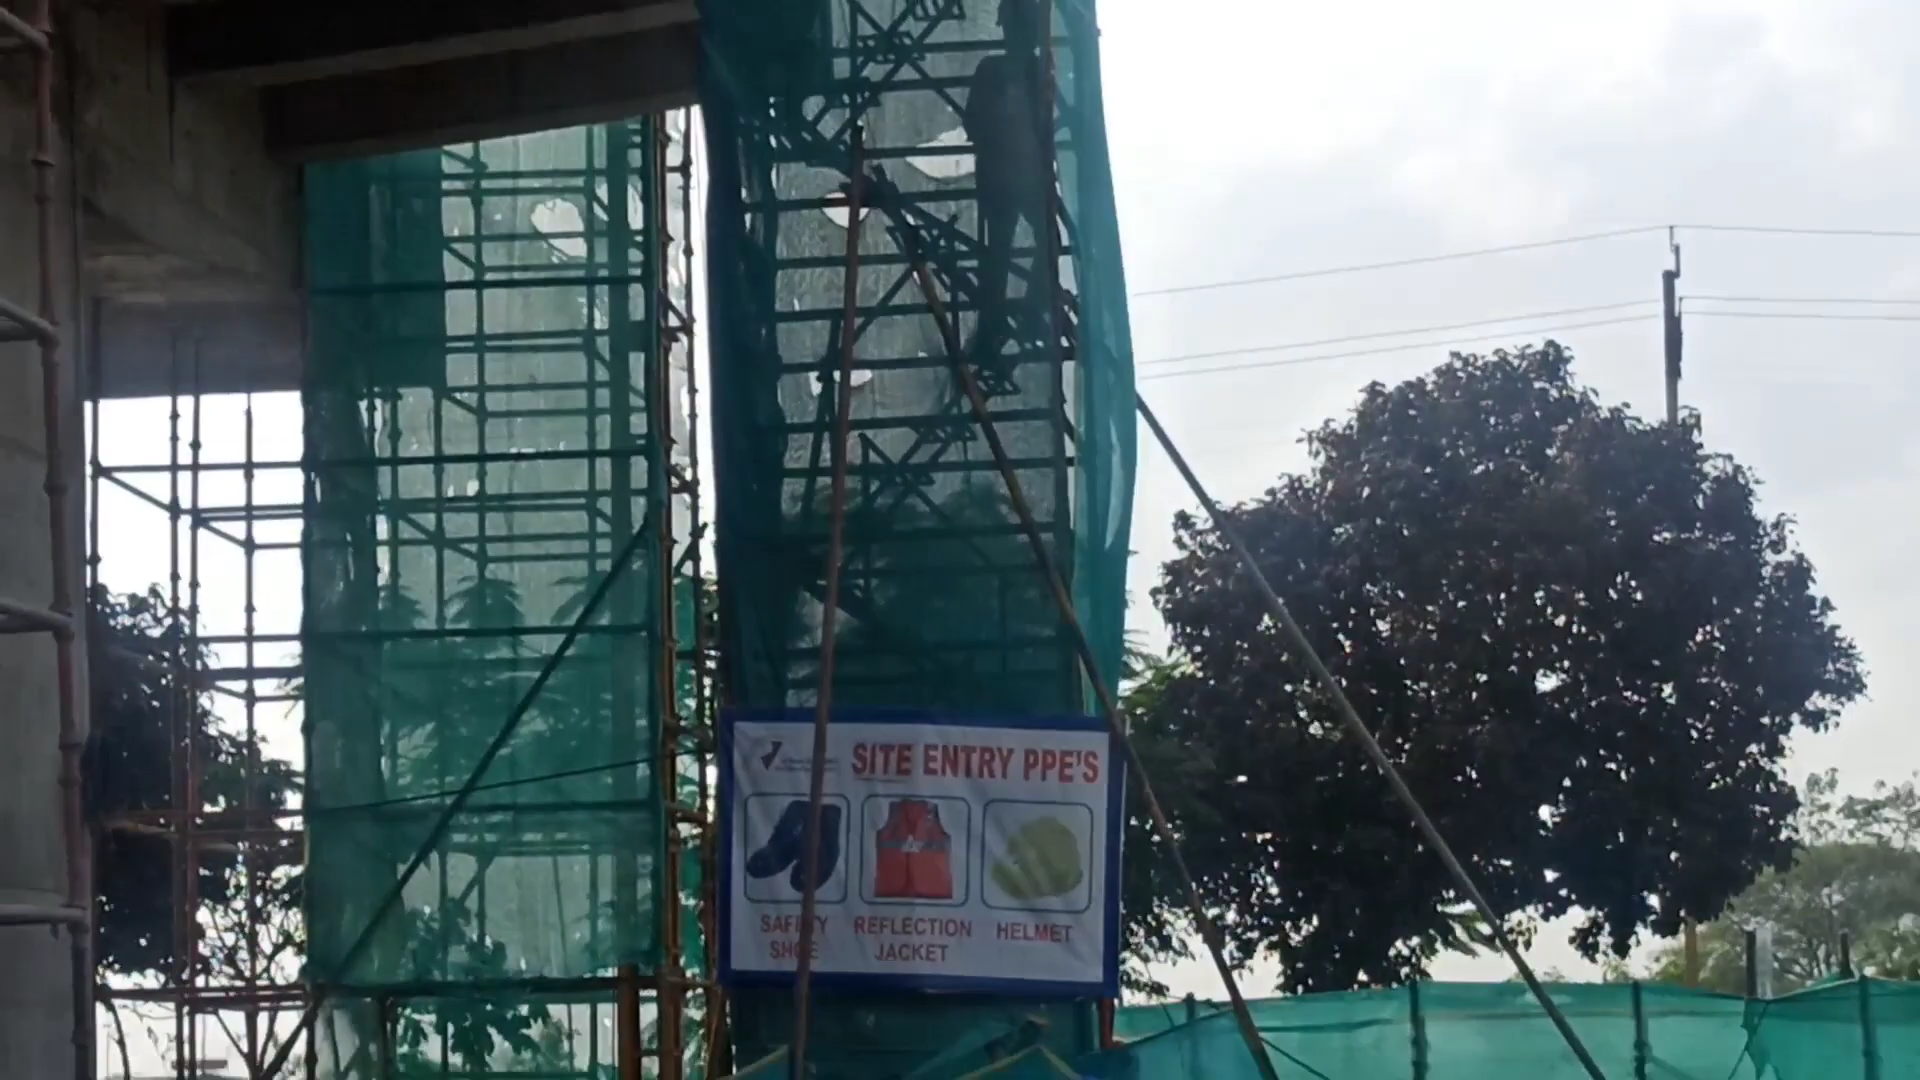 SITE ENTRY PPE'S
SAFETY SHOE
REFLECTION JACKET
HELMET